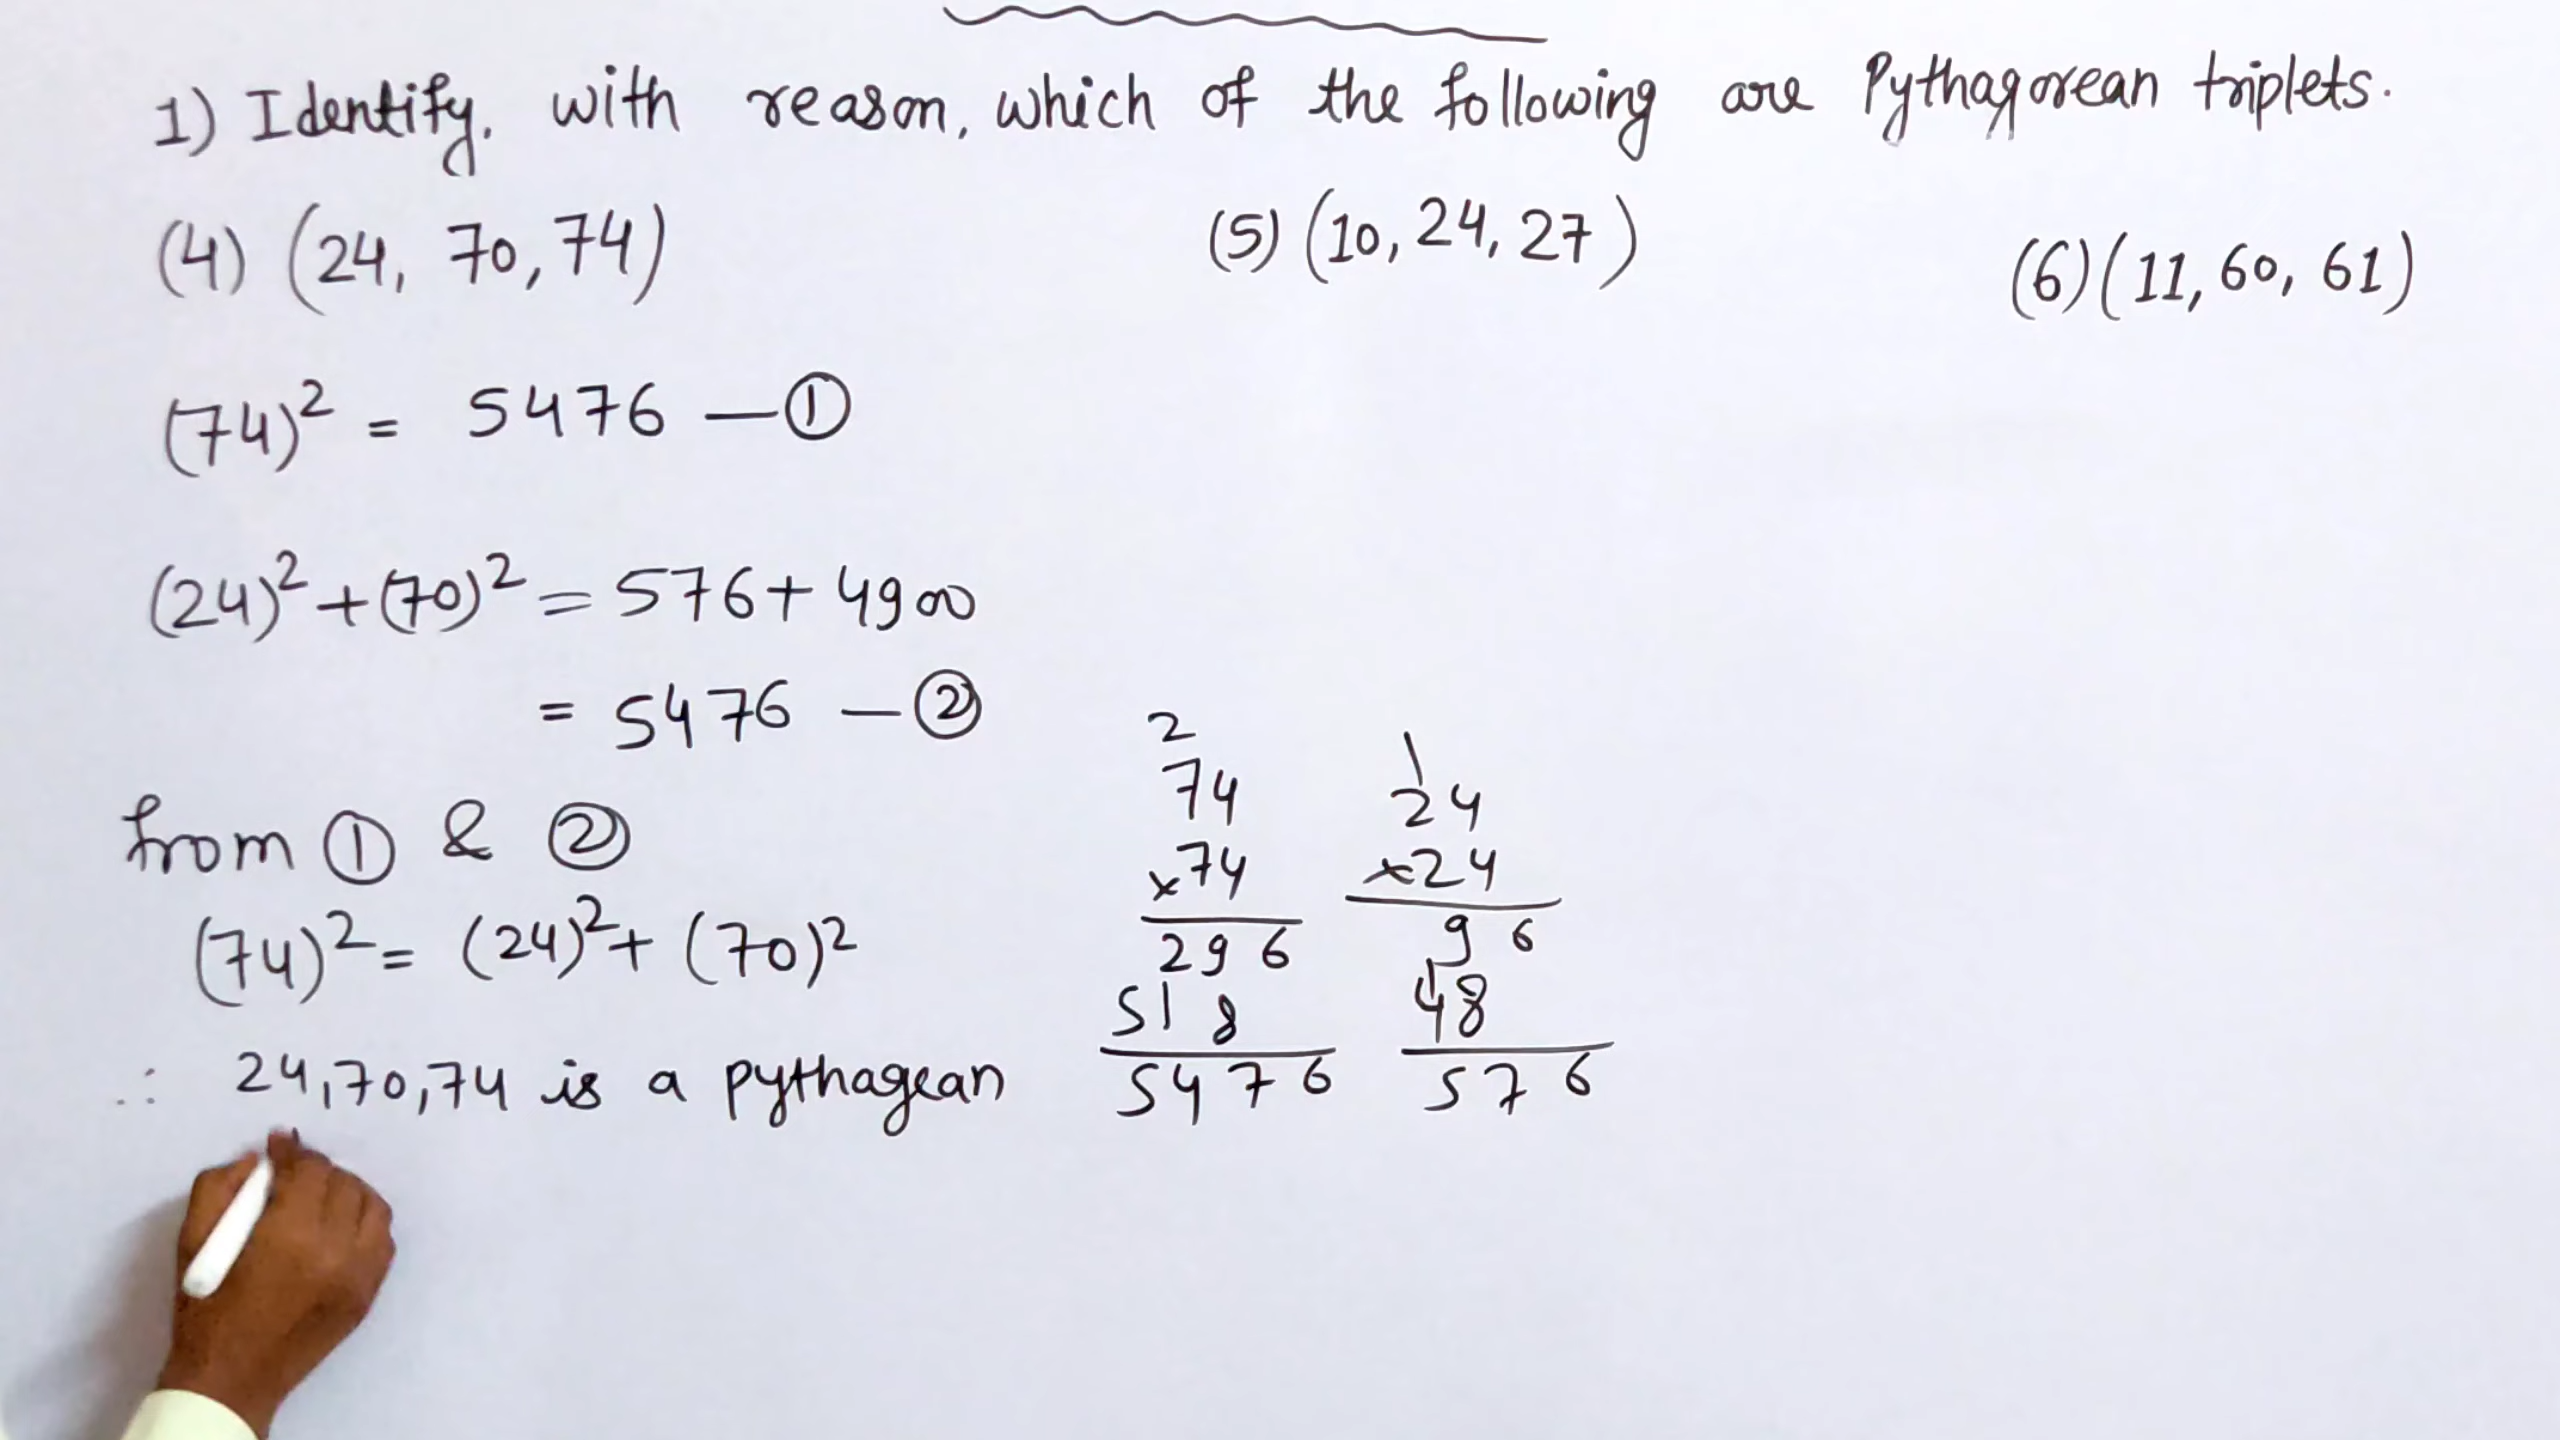 1) Identify, with reason, which of the following are Pythagorean triplets.
(4) (24, 70, 74)
(5) (10, 24, 27)
(6) (11, 60, 61)
(74)² = 5476 — ①
(24)² + (70)² = 576 + 4900
= 5476 — ②
from ① & ②
(74)² = (24)² + (70)²
∴ 24, 70, 74 is a pythagean
2
74
×74
296
518
5476
1
24
×24
96
1
48
576